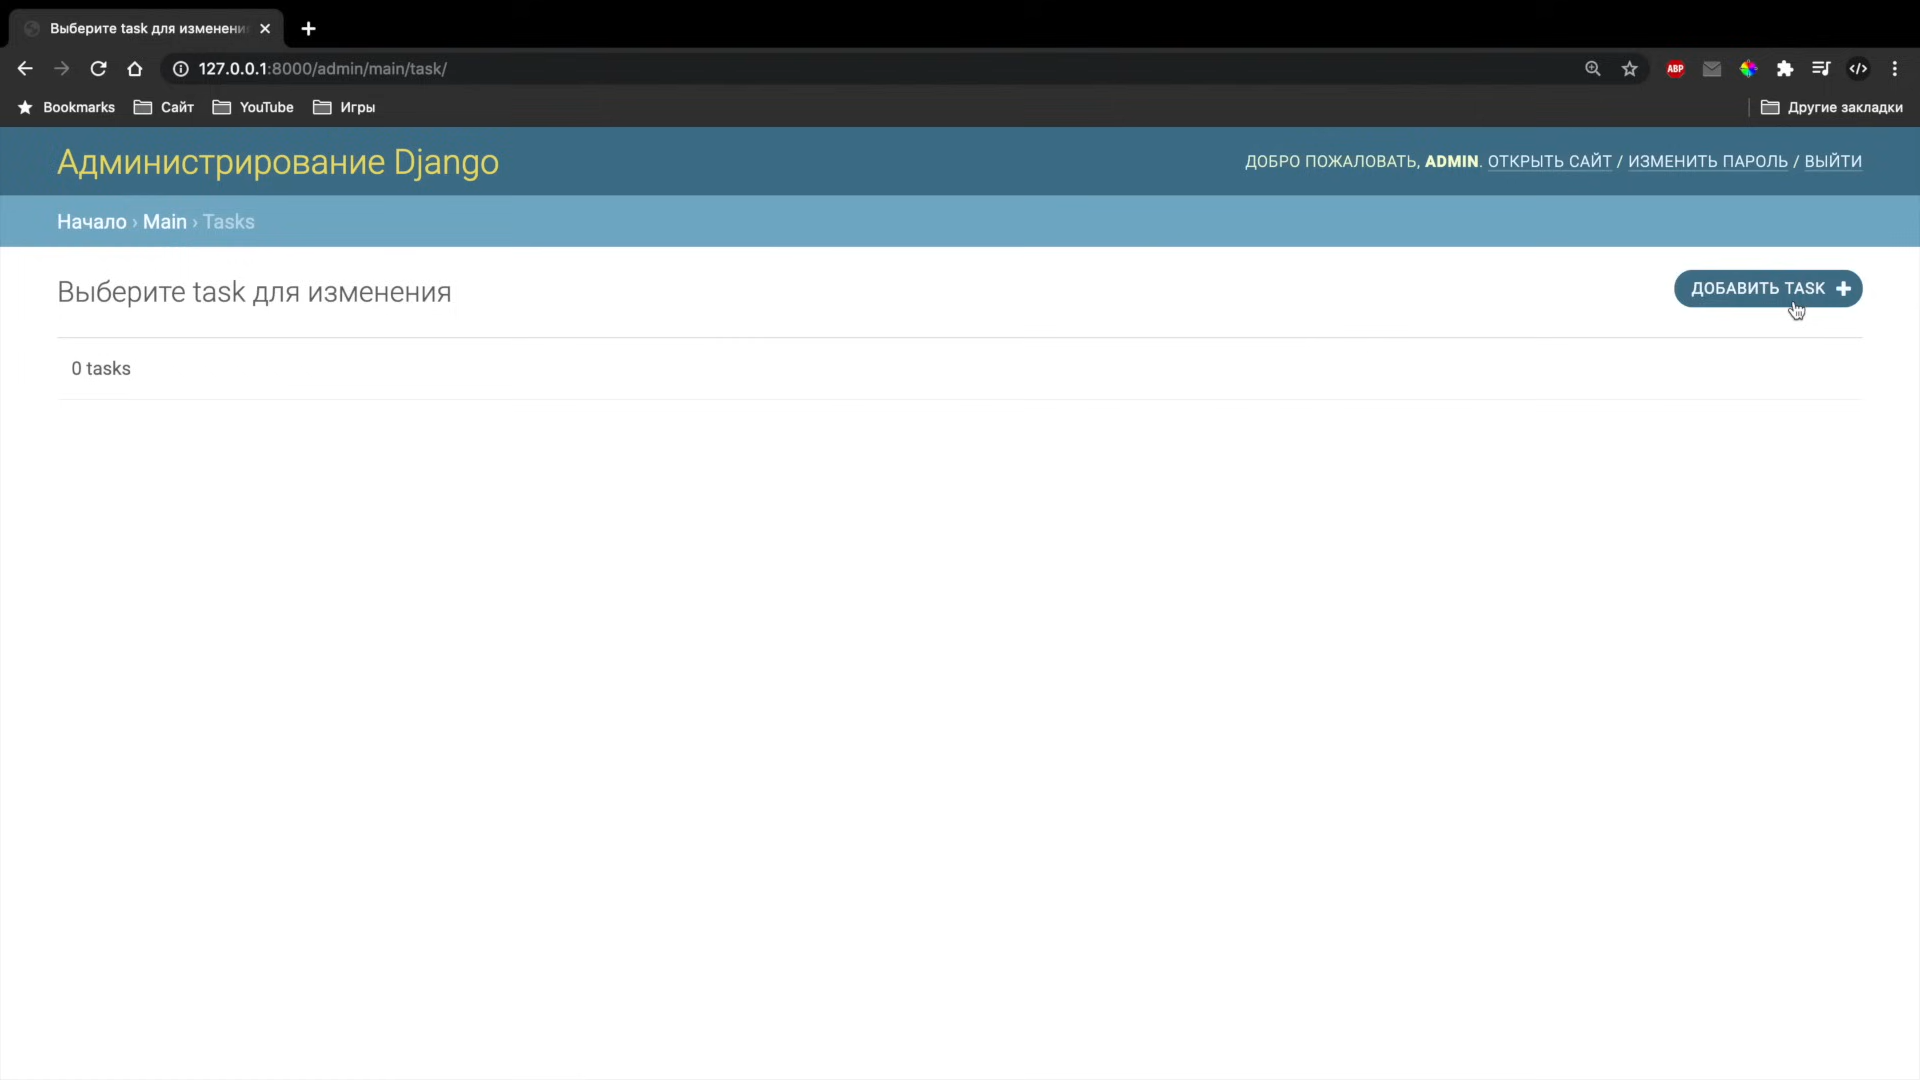 Выберите task для изменени
127.0.0.1:8000/admin/main/task/
ABP
Bookmarks Сайт YouTube Игры Другие закладки
Администрирование Django
ДОБРО ПОЖАЛОВАТЬ, ADMIN. ОТКРЫТЬ САЙТ / ИЗМЕНИТЬ ПАРОЛЬ / ВЫЙТИ
Начало › Main › Tasks
Выберите task для изменения
ДОБАВИТЬ TASK +
0 tasks